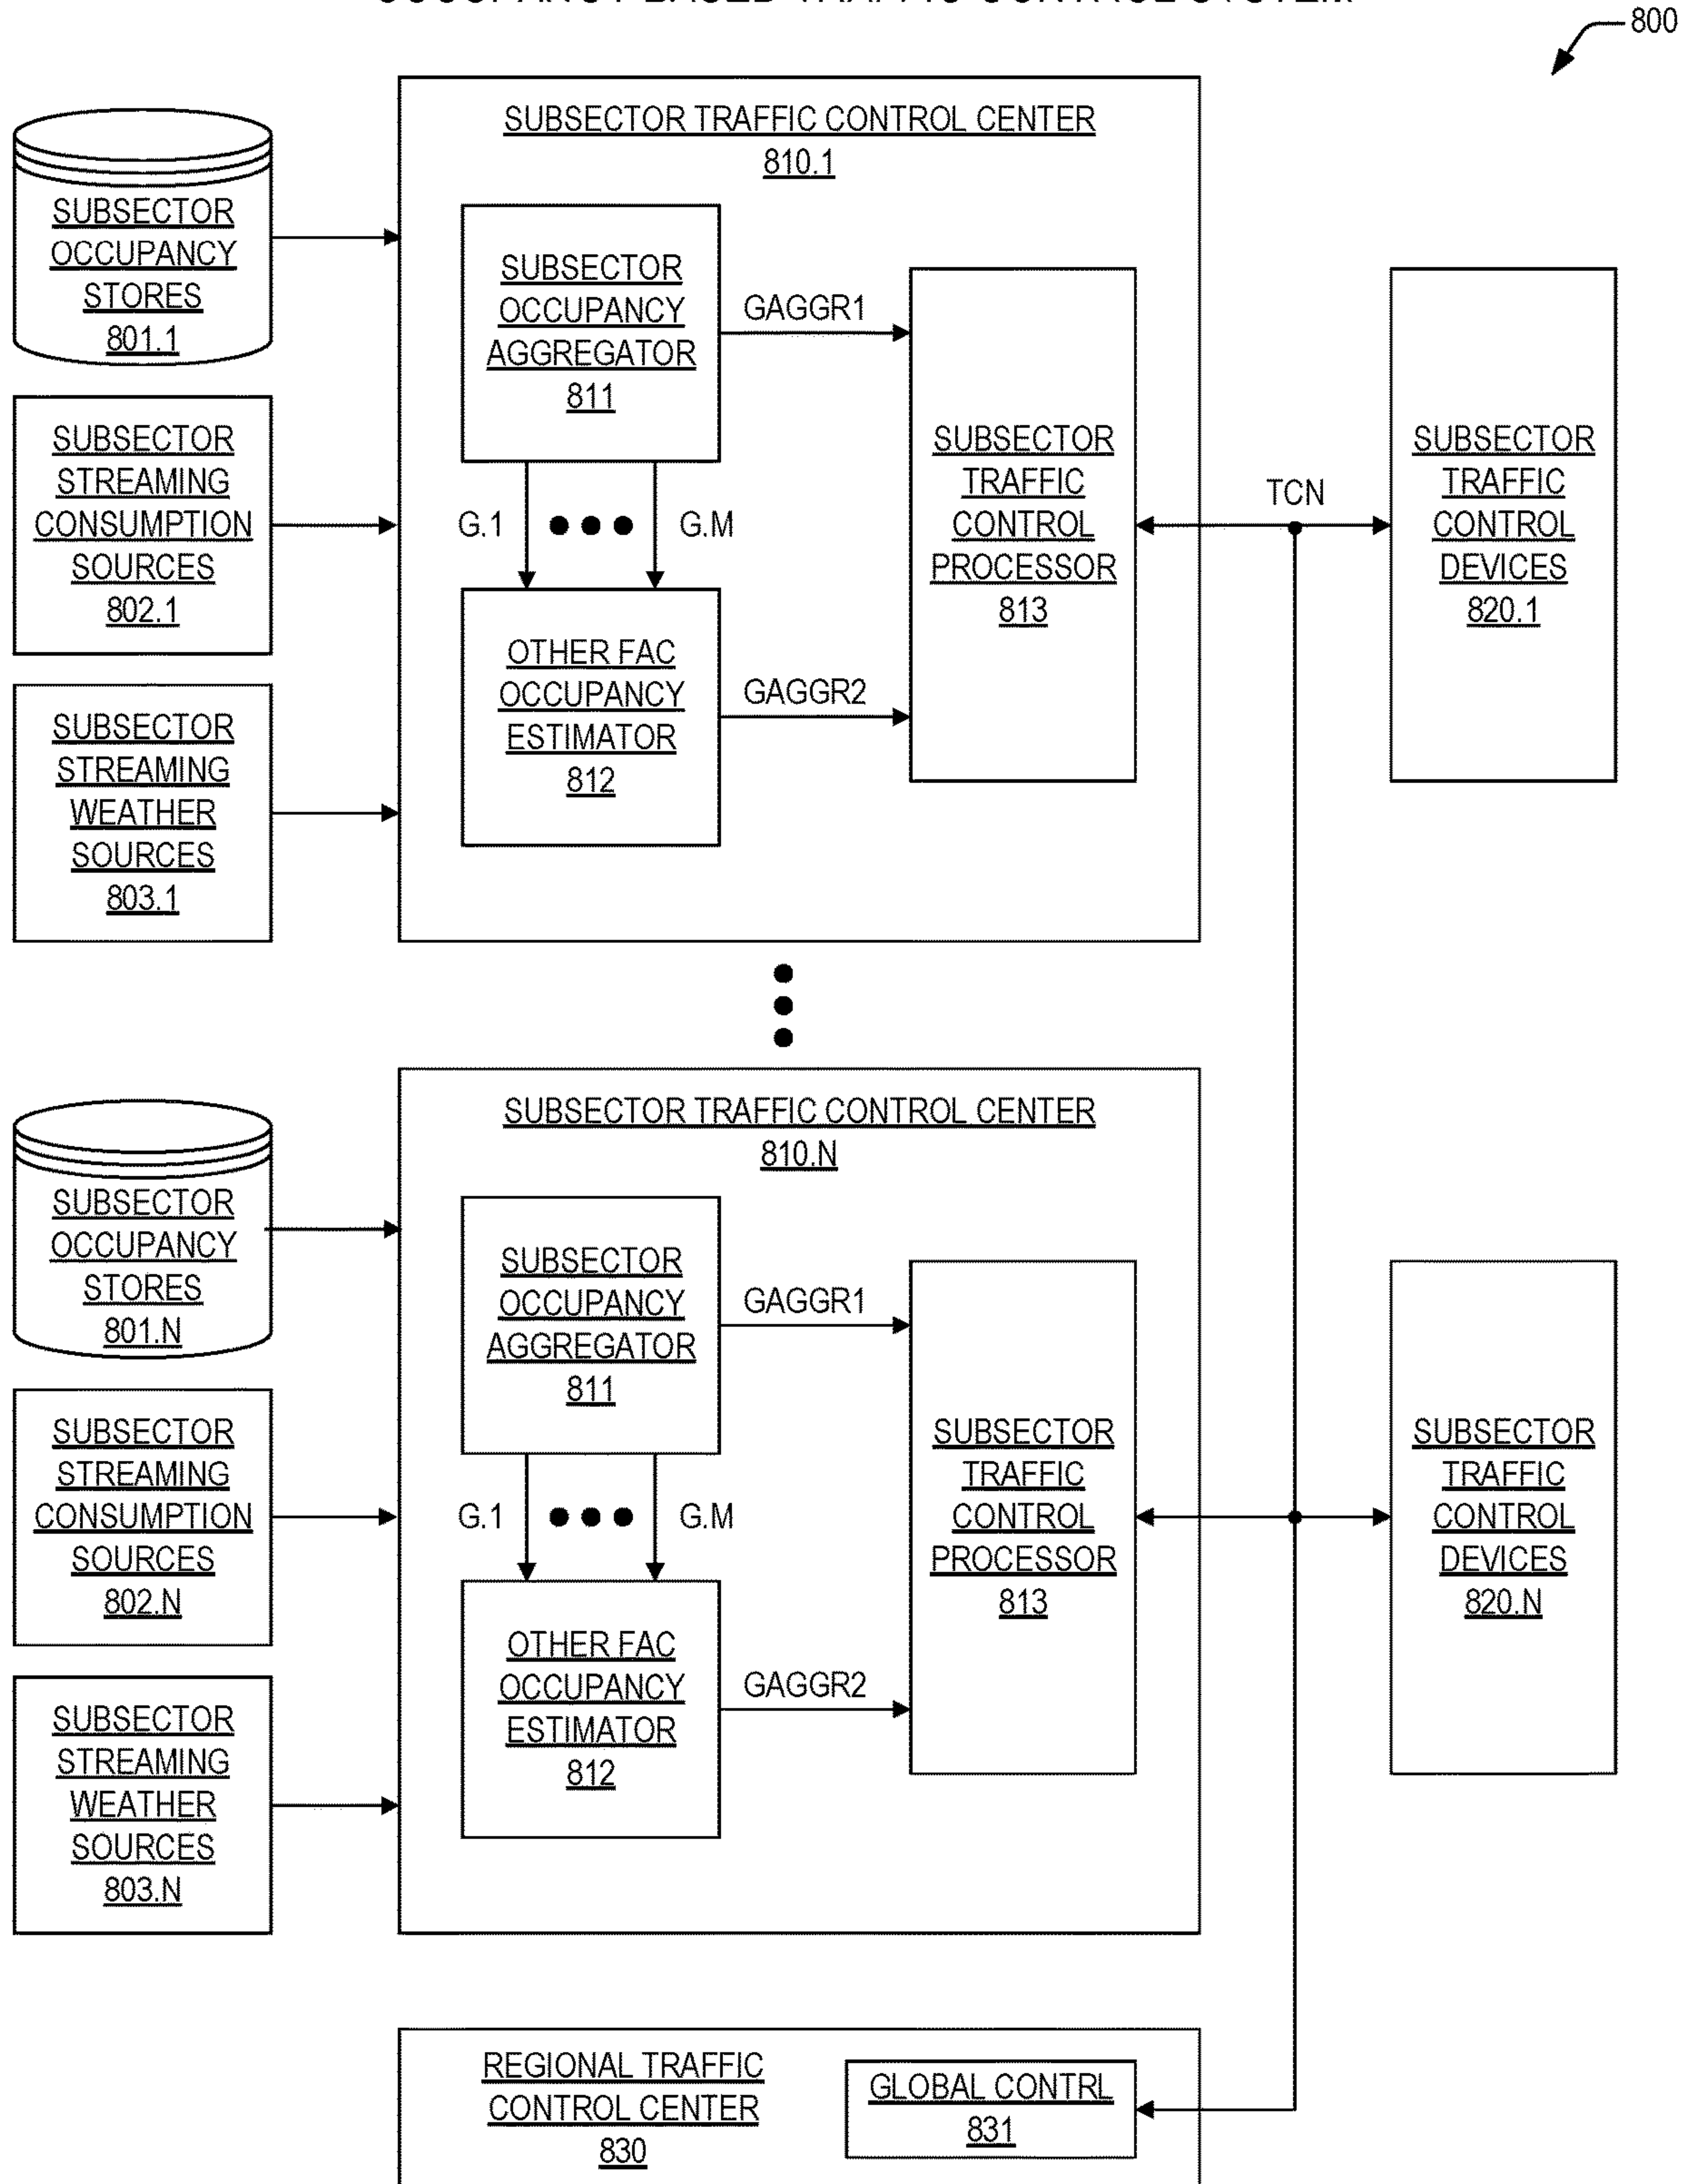 OCCUPANCY BASED TRAFFIC CONTROL SYSTEM
800
SUBSECTOR
OCCUPANCY
STORES
801.1
SUBSECTOR
STREAMING
CONSUMPTION
SOURCES
802.1
SUBSECTOR
STREAMING
WEATHER
SOURCES
803.1
SUBSECTOR TRAFFIC CONTROL CENTER
810.1
SUBSECTOR
OCCUPANCY
AGGREGATOR
811
GAGGR1
G.1
G.M
OTHER FAC
OCCUPANCY
ESTIMATOR
812
GAGGR2
SUBSECTOR
TRAFFIC
CONTROL
PROCESSOR
813
TCN
SUBSECTOR
TRAFFIC
CONTROL
DEVICES
820.1
SUBSECTOR
OCCUPANCY
STORES
801.N
SUBSECTOR
STREAMING
CONSUMPTION
SOURCES
802.N
SUBSECTOR
STREAMING
WEATHER
SOURCES
803.N
SUBSECTOR TRAFFIC CONTROL CENTER
810.N
SUBSECTOR
OCCUPANCY
AGGREGATOR
811
GAGGR1
G.1
G.M
OTHER FAC
OCCUPANCY
ESTIMATOR
812
GAGGR2
SUBSECTOR
TRAFFIC
CONTROL
PROCESSOR
813
SUBSECTOR
TRAFFIC
CONTROL
DEVICES
820.N
REGIONAL TRAFFIC
CONTROL CENTER
830
GLOBAL CONTRL
831